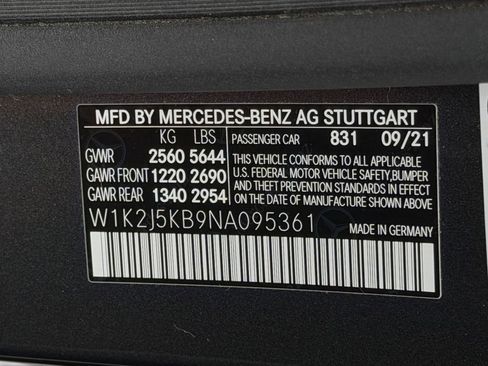 MFD BY MERCEDES-BENZ AG STUTTGART
KG LBS PASSENGER CAR 831 09/21
GVWR 2560 5644 THIS VEHICLE CONFORMS TO ALL APPLICABLE
GAWR FRONT 1220 2690 U.S. FEDERAL MOTOR VEHICLE SAFETY,BUMPER
AND THEFT PREVENTION STANDARDS IN EFFECT
GAWR REAR 1340 2954 ON THE DATE OF MANUFACTURE SHOWN ABOVE
W1K2J5KB9NA095361
MADE IN GERMANY